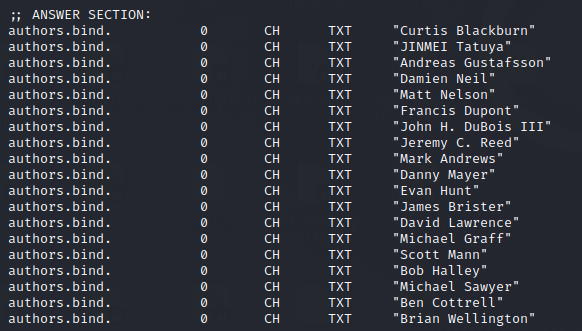 ;; ANSWER SECTION:
authors.bind. 0 CH TXT "Curtis Blackburn"
authors.bind. 0 CH TXT "JINMEI Tatuya"
authors.bind. 0 CH TXT "Andreas Gustafsson"
authors.bind. 0 CH TXT "Damien Neil"
authors.bind. 0 CH TXT "Matt Nelson"
authors.bind. 0 CH TXT "Francis Dupont"
authors.bind. 0 CH TXT "John H. DuBois III"
authors.bind. 0 CH TXT "Jeremy C. Reed"
authors.bind. 0 CH TXT "Mark Andrews"
authors.bind. 0 CH TXT "Danny Mayer"
authors.bind. 0 CH TXT "Evan Hunt"
authors.bind. 0 CH TXT "James Brister"
authors.bind. 0 CH TXT "David Lawrence"
authors.bind. 0 CH TXT "Michael Graff"
authors.bind. 0 CH TXT "Scott Mann"
authors.bind. 0 CH TXT "Bob Halley"
authors.bind. 0 CH TXT "Michael Sawyer"
authors.bind. 0 CH TXT "Ben Cottrell"
authors.bind. 0 CH TXT "Brian Wellington"